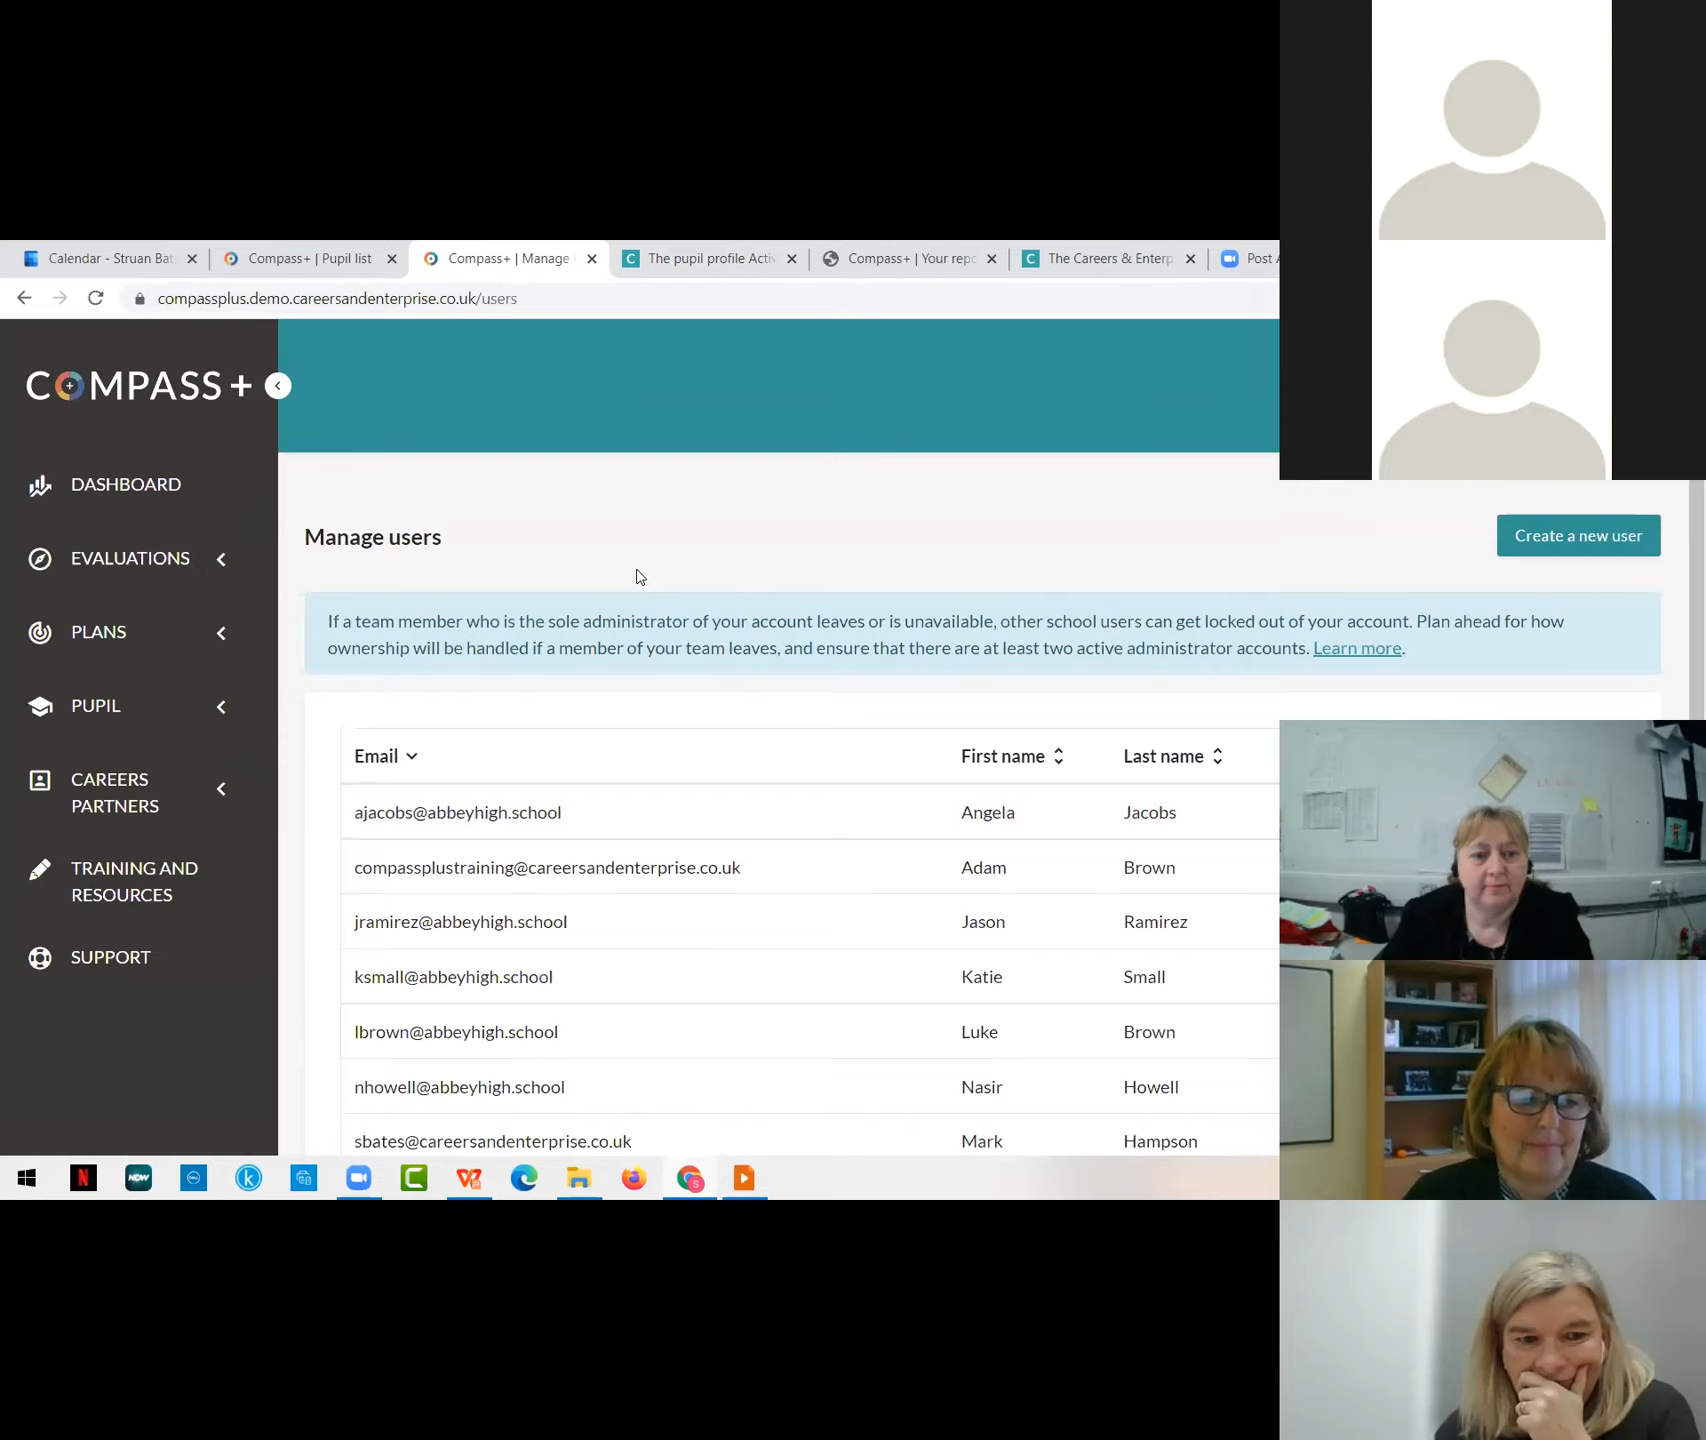 Calendar - Struan Bat
Compass+ | Pupil list
Compass+ | Manage
The pupil profile Acti
Compass+ | Your repo
The Careers & Enterp
Post A
compassplus.demo.careersandenterprise.co.uk/users
COMPASS +
DASHBOARD
EVALUATIONS
PLANS
PUPIL
CAREERS
PARTNERS
TRAINING AND
RESOURCES
SUPPORT
Manage users
Create a new user
If a team member who is the sole administrator of your account leaves or is unavailable, other school users can get locked out of your account. Plan ahead for how
ownership will be handled if a member of your team leaves, and ensure that there are at least two active administrator accounts. Learn more.
Email First name Last name
ajacobs@abbeyhigh.school Angela Jacobs
compassplustraining@careersandenterprise.co.uk Adam Brown
jramirez@abbeyhigh.school Jason Ramirez
ksmall@abbeyhigh.school Katie Small
lbrown@abbeyhigh.school Luke Brown
nhowell@abbeyhigh.school Nasir Howell
sbates@careersandenterprise.co.uk Mark Hampson
N
NOW
DELL
k
C
S